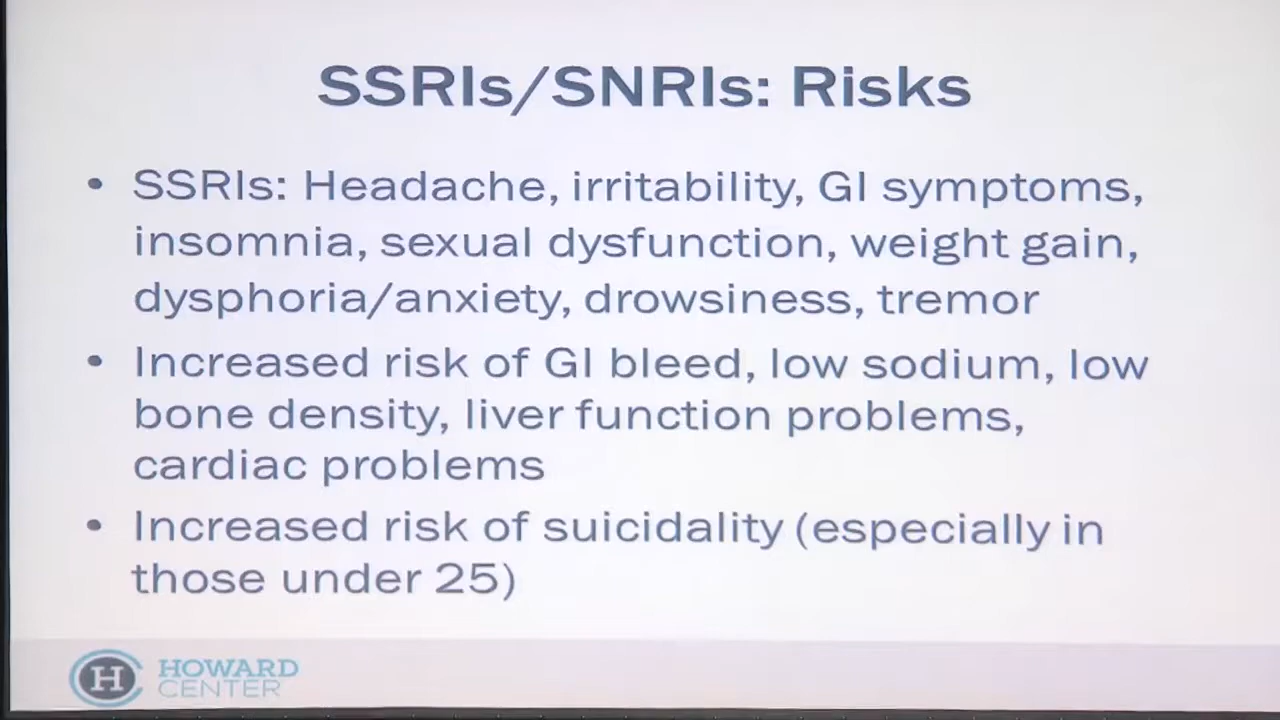 SSRIs/SNRIs: Risks
• SSRIs: Headache, irritability, GI symptoms,
insomnia, sexual dysfunction, weight gain,
dysphoria/anxiety, drowsiness, tremor
• Increased risk of GI bleed, low sodium, low
bone density, liver function problems,
cardiac problems
• Increased risk of suicidality (especially in
those under 25)
H HOWARD
CENTER